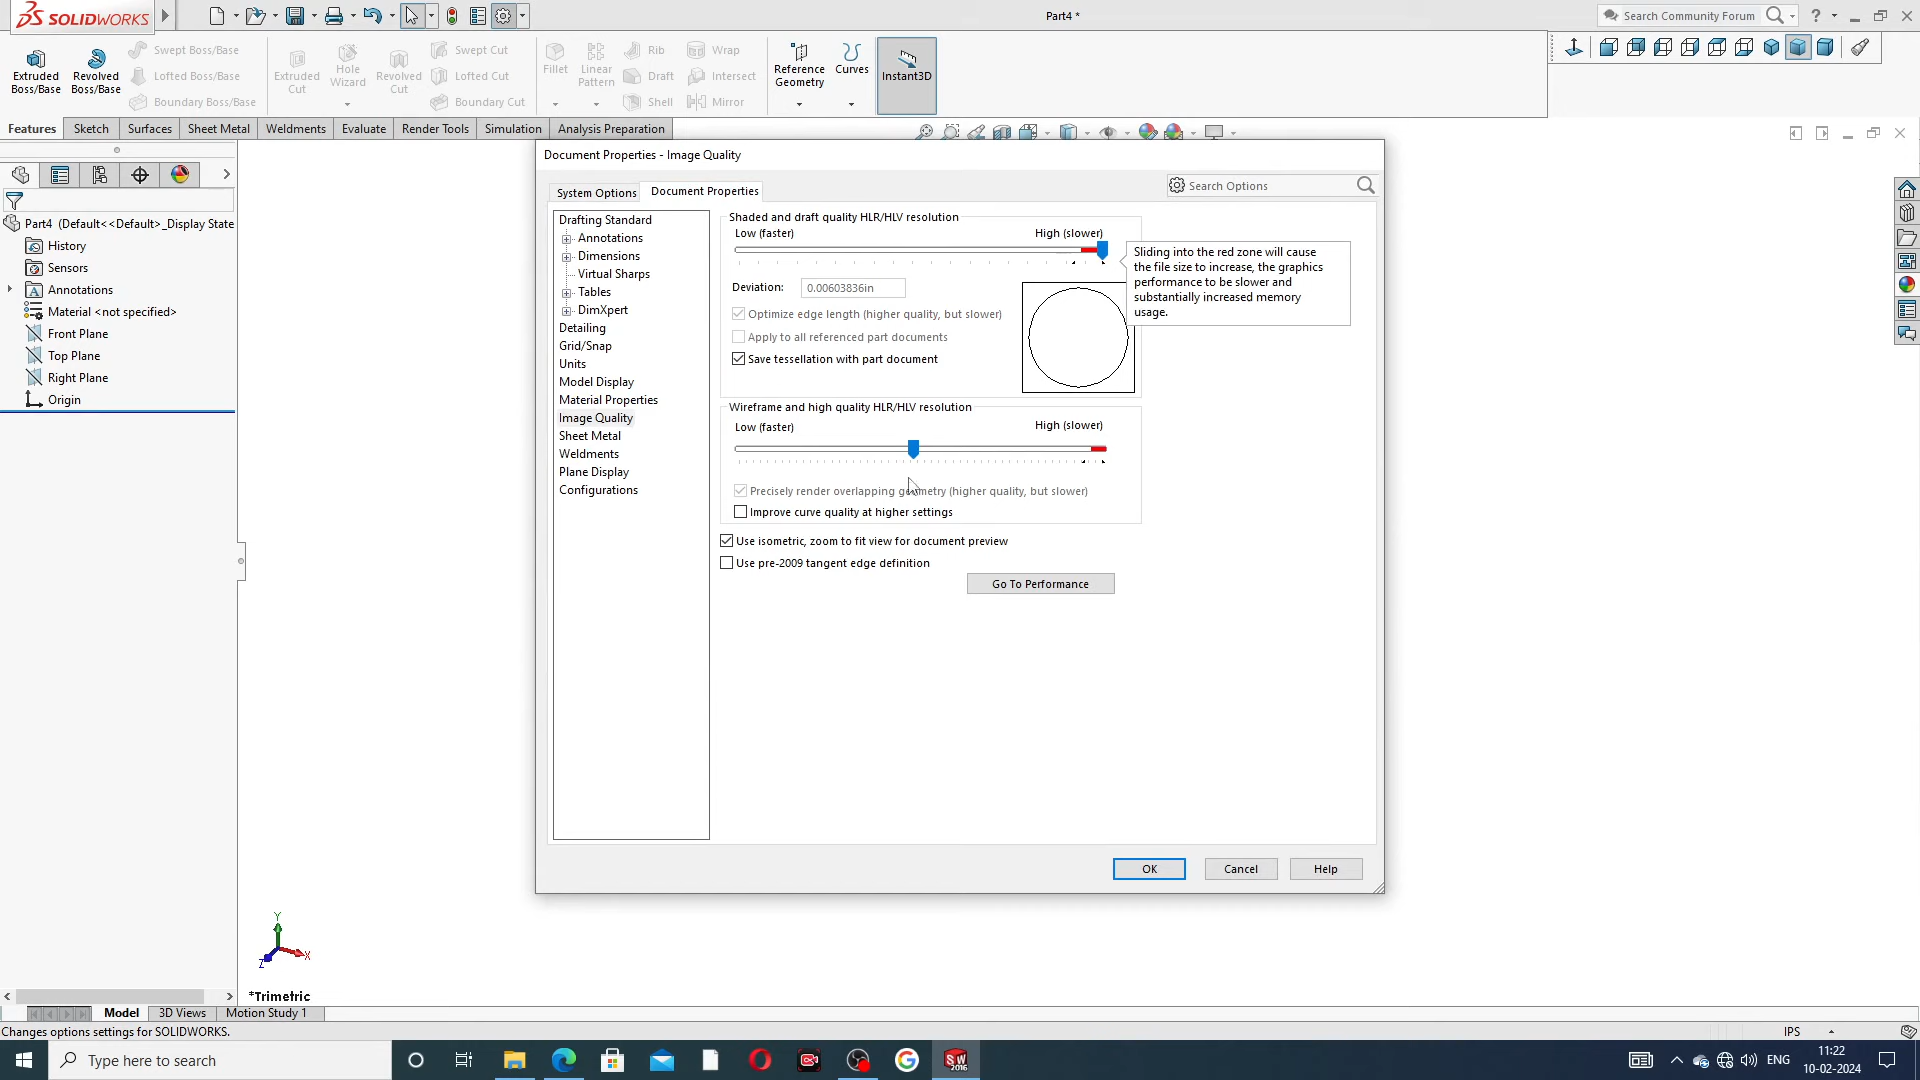 SOLIDWORKS
Part4 *
Search Community Forum
Extruded Boss/Base
Revolved Boss/Base
Swept Boss/Base
Lofted Boss/Base
Boundary Boss/Base
Extruded Cut
Hole Wizard
Revolved Cut
Swept Cut
Lofted Cut
Boundary Cut
Fillet
Linear Pattern
Rib
Draft
Shell
Wrap
Intersect
Mirror
Reference Geometry
Curves
Instant3D
Features
Sketch
Surfaces
Sheet Metal
Weldments
Evaluate
Render Tools
Simulation
Analysis Preparation
Part4 (Default<<Default>_Display State
History
Sensors
Annotations
Material <not specified>
Front Plane
Top Plane
Right Plane
Origin
Document Properties - Image Quality
System Options
Document Properties
Search Options
Drafting Standard
Annotations
Dimensions
Virtual Sharps
Tables
DimXpert
Detailing
Grid/Snap
Units
Model Display
Material Properties
Image Quality
Sheet Metal
Weldments
Plane Display
Configurations
Shaded and draft quality HLR/HLV resolution
Low (faster)
High (slower)
Deviation:
0.00603836in
Optimize edge length (higher quality, but slower)
Apply to all referenced part documents
Save tessellation with part document
Sliding into the red zone will cause
the file size to increase, the graphics
performance to be slower and
substantially increased memory
usage.
Wireframe and high quality HLR/HLV resolution
Low (faster)
High (slower)
Precisely render overlapping geometry (higher quality, but slower)
Improve curve quality at higher settings
Use isometric, zoom to fit view for document preview
Use pre-2009 tangent edge definition
Go To Performance
OK
Cancel
Help
Y
X
Z
*Trimetric
Model
3D Views
Motion Study 1
Changes options settings for SOLIDWORKS.
IPS
Type here to search
SW
2016
ENG
11:22
10-02-2024